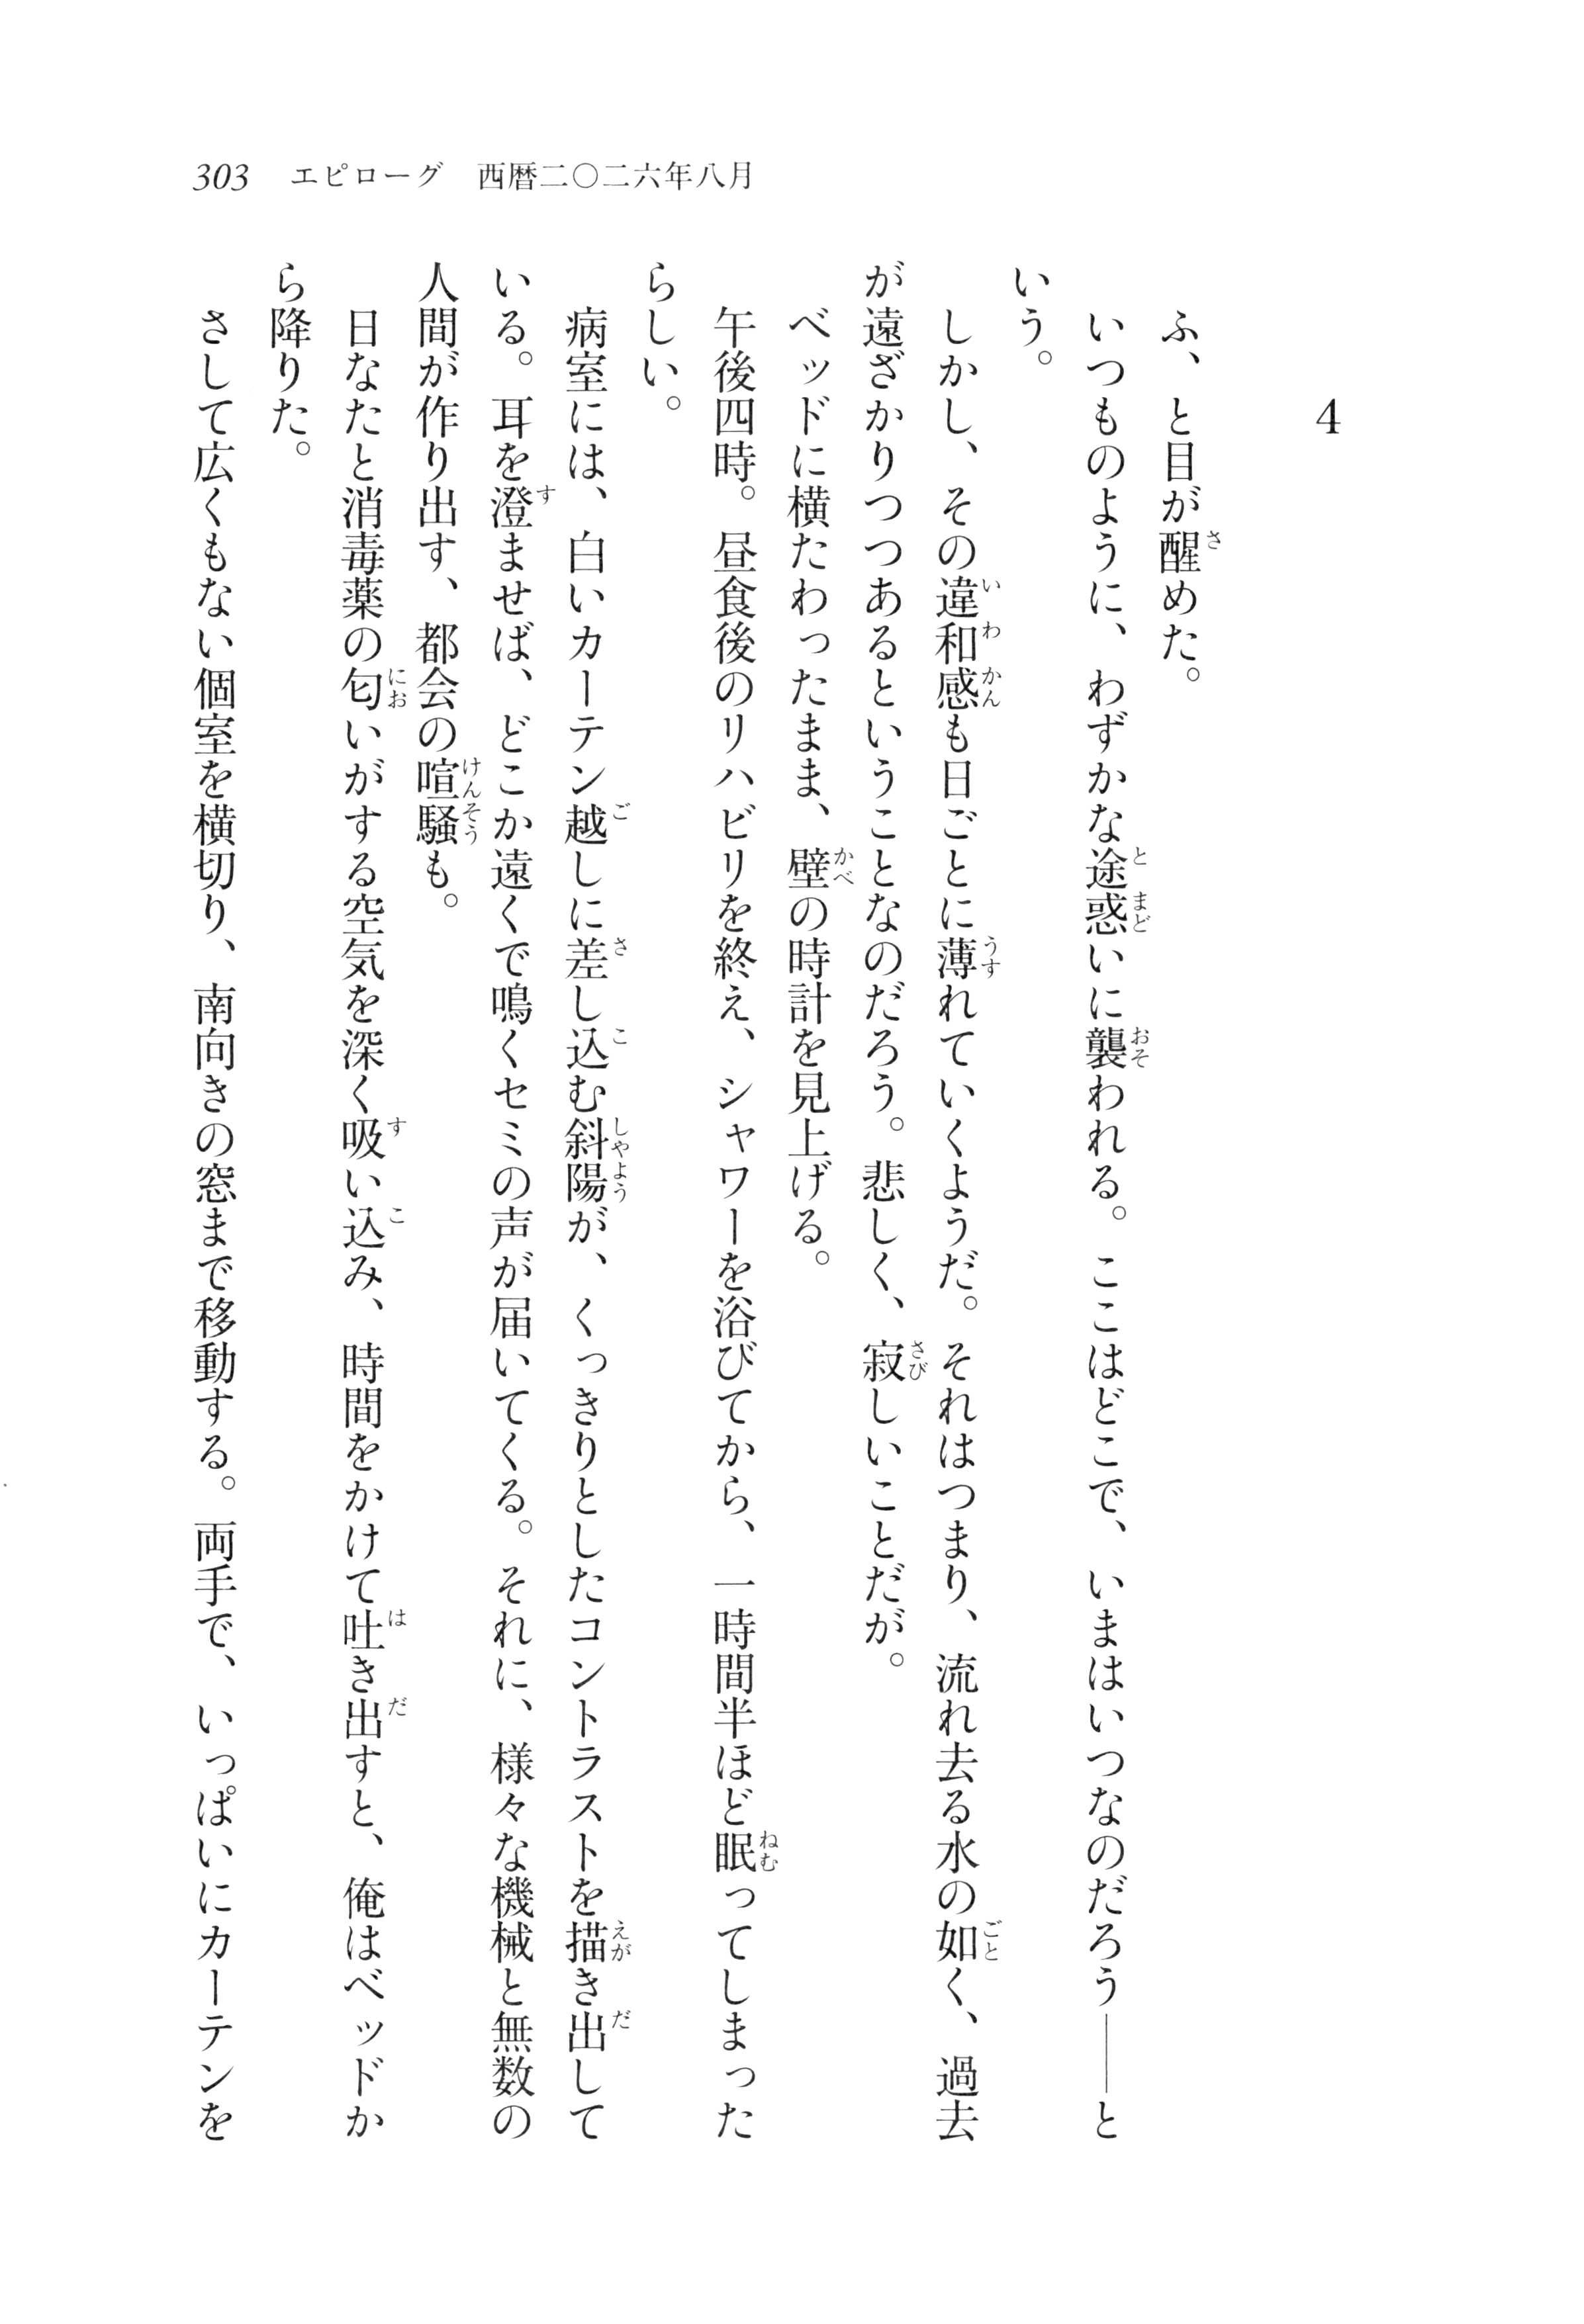 303 エピローグ 西暦二〇二六年八月
4
ふ、と目が醒めた。
いつものように、わずかな途惑いに襲われる。ここはどこで、いまはいつなのだろう――と
いう。
しかし、その違和感も日ごとに薄れていくようだ。それはつまり、流れ去る水の如く、過去
が遠ざかりつつあるということなのだろう。悲しく、寂しいことだが。
ベッドに横たわったまま、壁の時計を見上げる。
午後四時。昼食後のリハビリを終え、シャワーを浴びてから、一時間半ほど眠ってしまった
らしい。
病室には、白いカーテン越しに差し込む斜陽が、くっきりとしたコントラストを描き出して
いる。耳を澄ませば、どこか遠くで鳴くセミの声が届いてくる。それに、様々な機械と無数の
人間が作り出す、都会の喧騒も。
日なたと消毒薬の匂いがする空気を深く吸い込み、時間をかけて吐き出すと、俺はベッドか
ら降りた。
さして広くもない個室を横切り、南向きの窓まで移動する。両手で、いっぱいにカーテンを